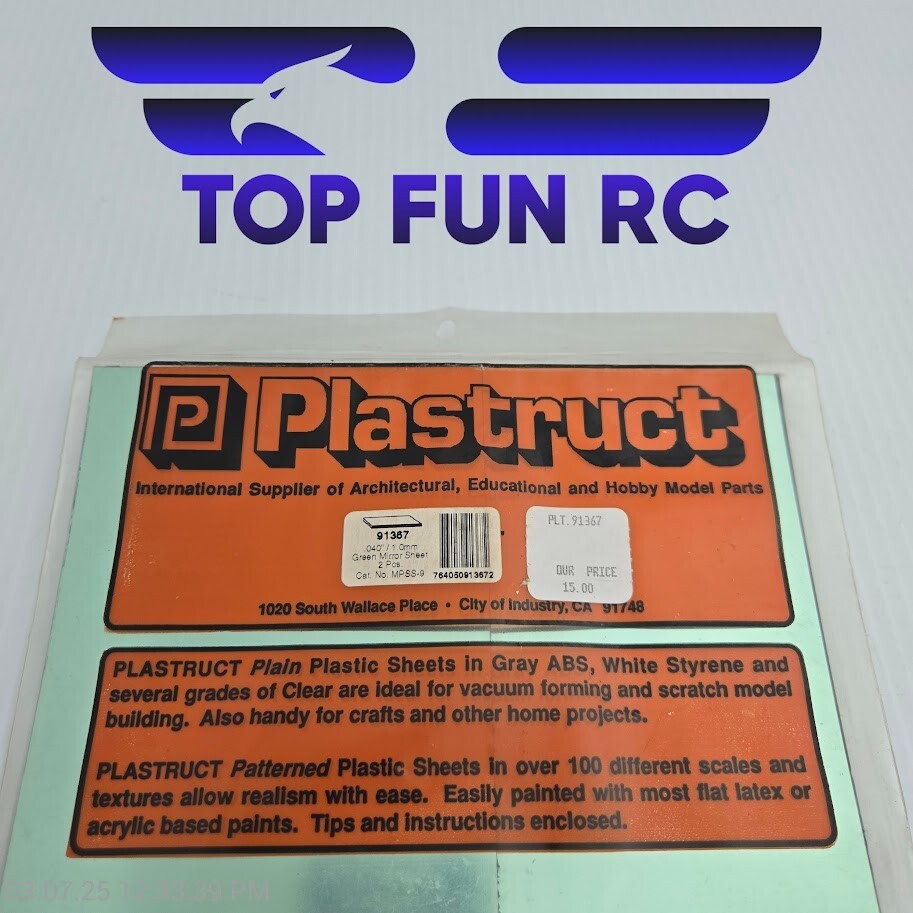 TOP FUN RC
P Plastruct
International Supplier of Architectural, Educational and Hobby Model Parts
91367
.040" / 1.0mm
Green Mirror Sheet
2 Pcs.
Cat. No. MPSS-9
764050913672
PLT.91367
OUR PRICE
15.00
1020 South Wallace Place • City of Industry, CA 91748
PLASTRUCT Plain Plastic Sheets in Gray ABS, White Styrene and
several grades of Clear are ideal for vacuum forming and scratch model
building. Also handy for crafts and other home projects.
PLASTRUCT Patterned Plastic Sheets in over 100 different scales and
textures allow realism with ease. Easily painted with most flat latex or
acrylic based paints. Tips and instructions enclosed.
03.07.25 PM